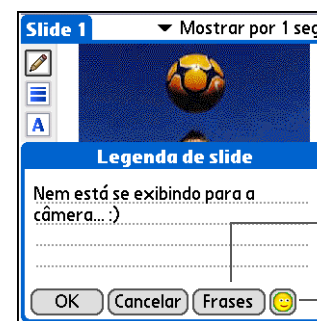 Slide 1 Mostrar por 1 seg
A
Legenda de slide
Nem está se exibindo para a
câmera... :)
OK Cancelar Frases